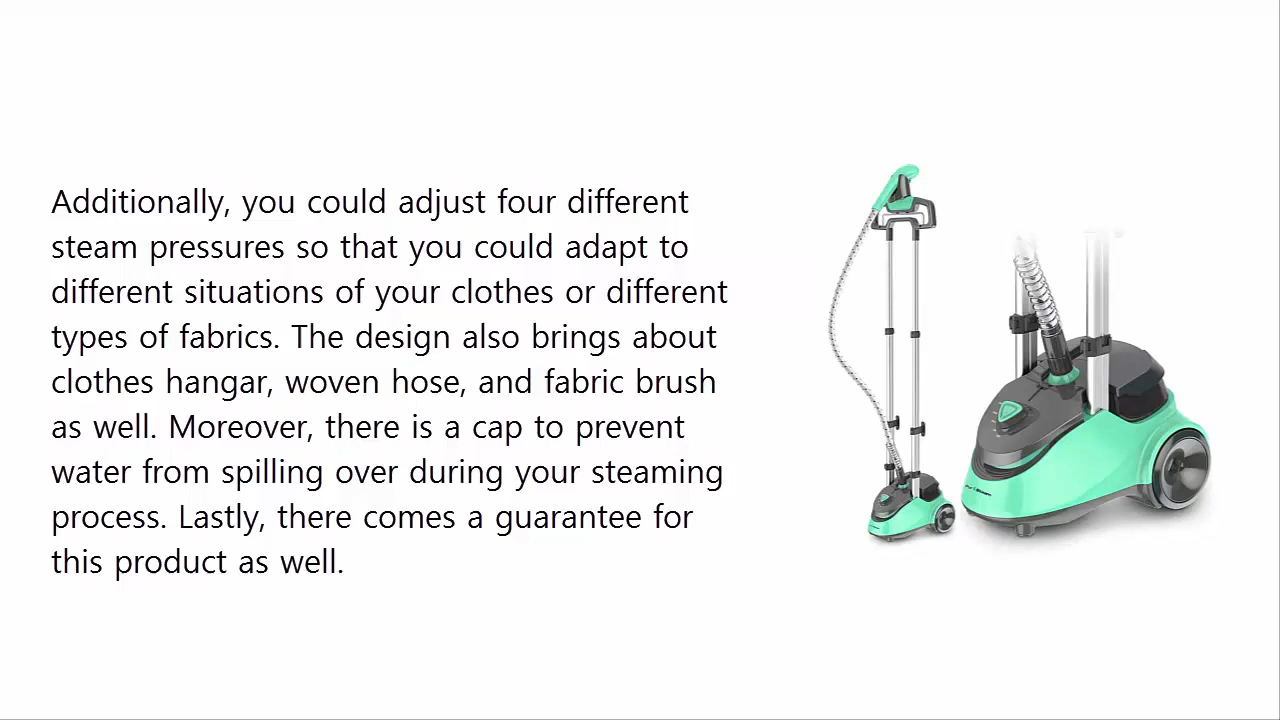 Additionally, you could adjust four different
steam pressures so that you could adapt to
different situations of your clothes or different
types of fabrics. The design also brings about
clothes hangar, woven hose, and fabric brush
as well. Moreover, there is a cap to prevent
water from spilling over during your steaming
process. Lastly, there comes a guarantee for
this product as well.